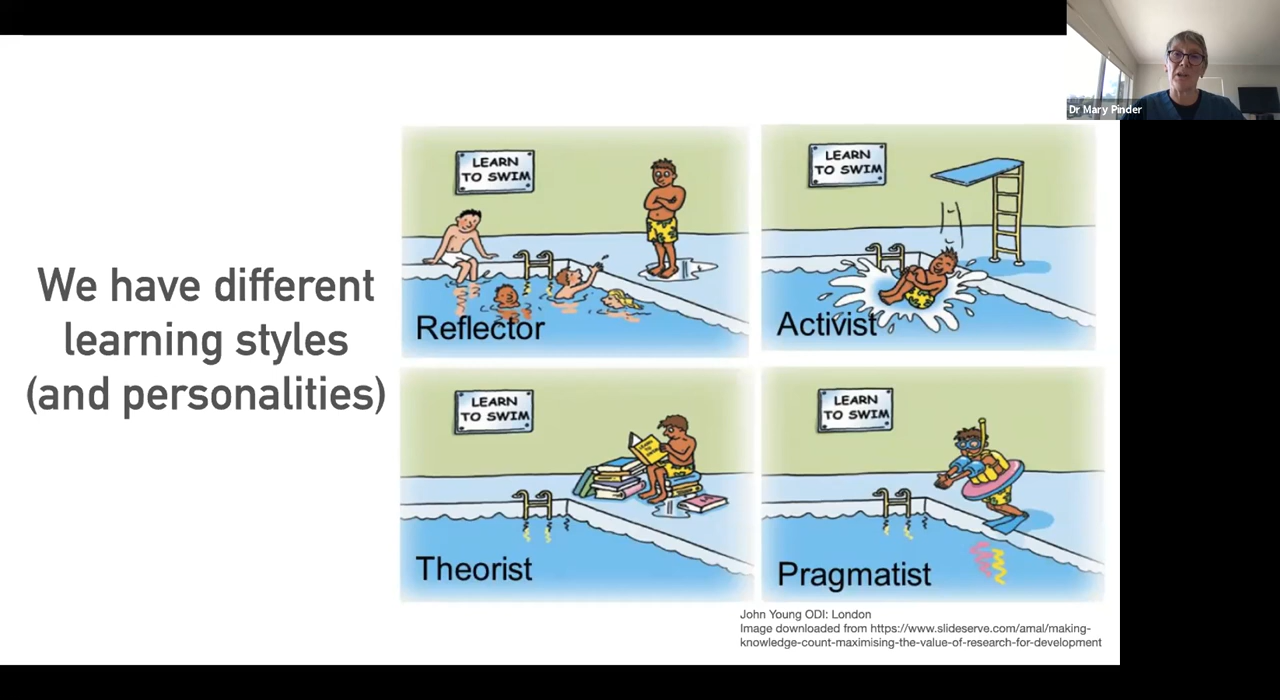 Dr Mary Pinder
We have different
learning styles
(and personalities)
LEARN
TO SWIM
Reflector
LEARN
TO SWIM
Activist
LEARN
TO SWIM
Theorist
LEARN
TO SWIM
Pragmatist
John Young ODI: London
Image downloaded from https://www.slideserve.com/amal/making-
knowledge-count-maximising-the-value-of-research-for-development